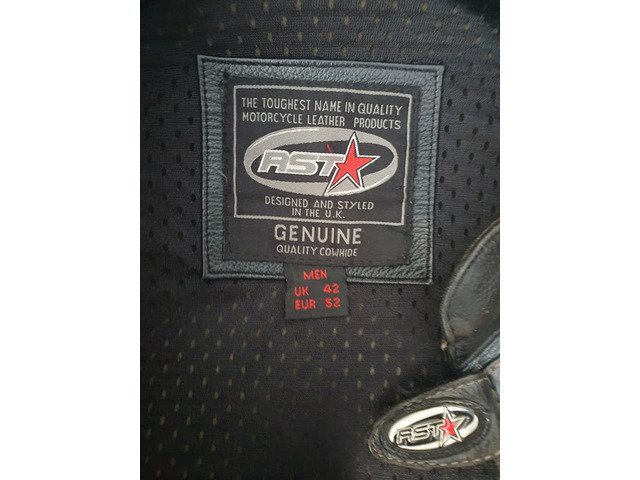 THE TOUGHEST NAME IN QUALITY
MOTORCYCLE LEATHER PRODUCTS
RST
DESIGNED AND STYLED
IN THE U.K.
GENUINE
QUALITY COWHIDE
MEN
UK 42
EUR 52
RST